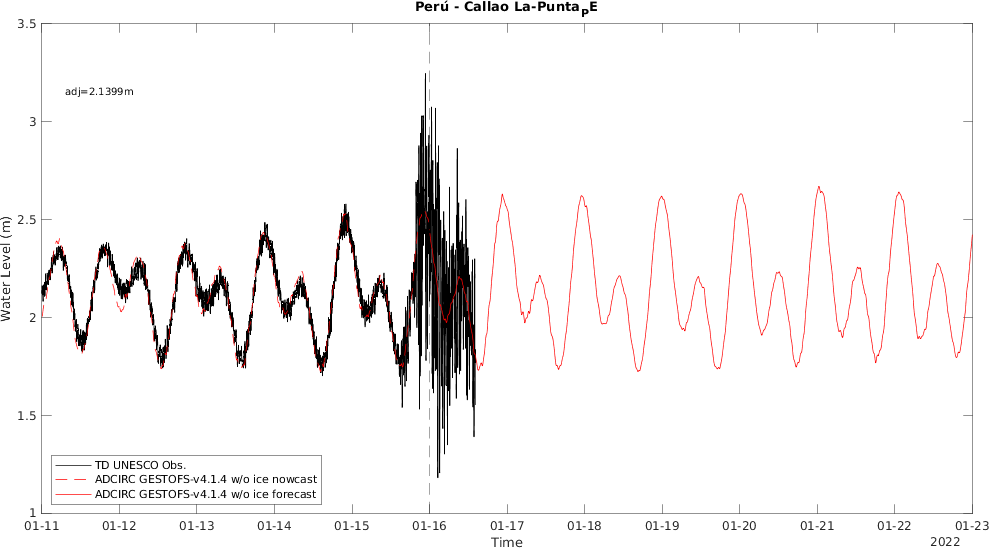 Perú - Callao La-PuntapE
3.5
adj=2.1399m
3
2.5
Water Level (m)
2
1.5
TD UNESCO Obs.
ADCIRC GESTOFS-v4.1.4 w/o ice nowcast
ADCIRC GESTOFS-v4.1.4 w/o ice forecast
1
01-11 01-12 01-13 01-14 01-15 01-16 01-17 01-18 01-19 01-20 01-21 01-22 01-23
Time
2022